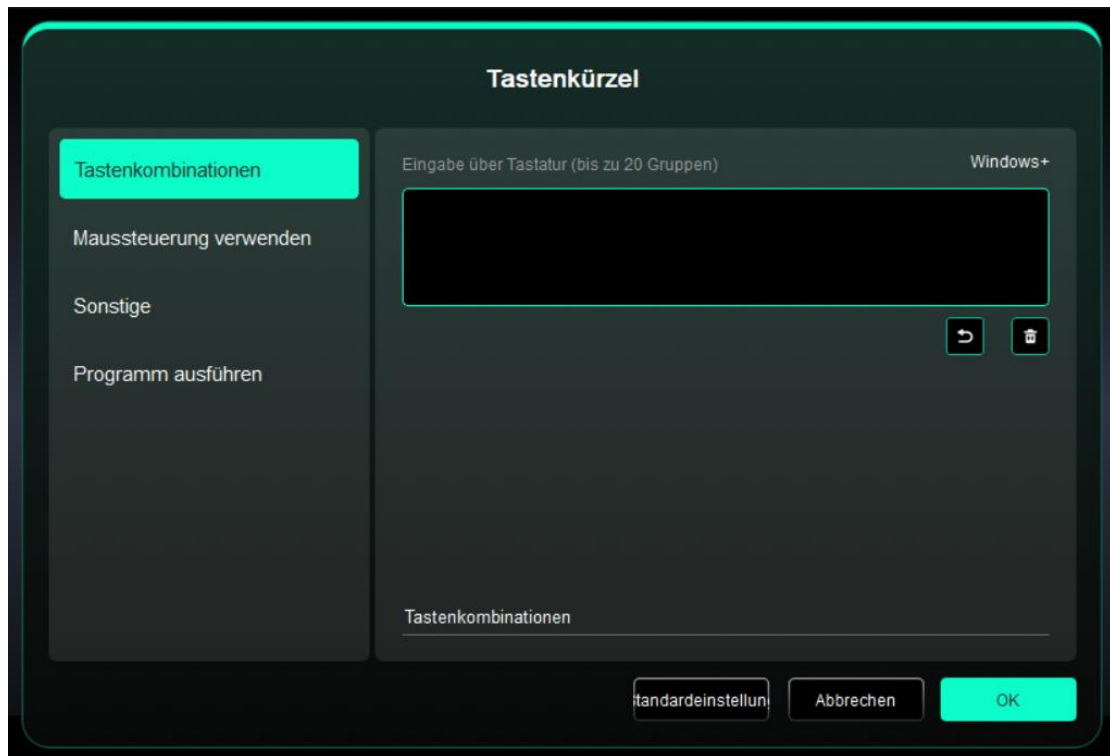 Tastenkürzel
Tastenkombinationen
Maussteuerung verwenden
Sonstige
Programm ausführen
Eingabe über Tastatur (bis zu 20 Gruppen)
Windows+
Tastenkombinationen
tandardeinstellun
Abbrechen
OK